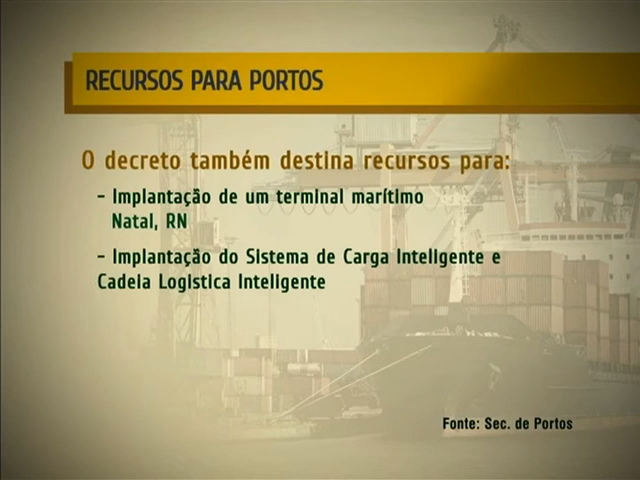 RECURSOS PARA PORTOS
O decreto também destina recursos para:
- Implantação de um terminal marítimo
Natal, RN
- Implantação do Sistema de Carga Inteligente e
Cadeia Logistica Inteligente
Fonte: Sec. de Portos